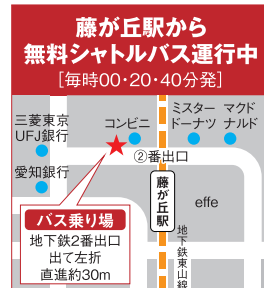 藤が丘駅から
無料シャトルバス運行中
[毎時00・20・40分発]
三菱東京
UFJ銀行
コンビニ
ミスター
ドーナツ
マクド
ナルド
②番出口
愛知銀行
藤が丘駅
effe
バス乗り場
地下鉄2番出口
出て左折
直進約30m
地下鉄東山線